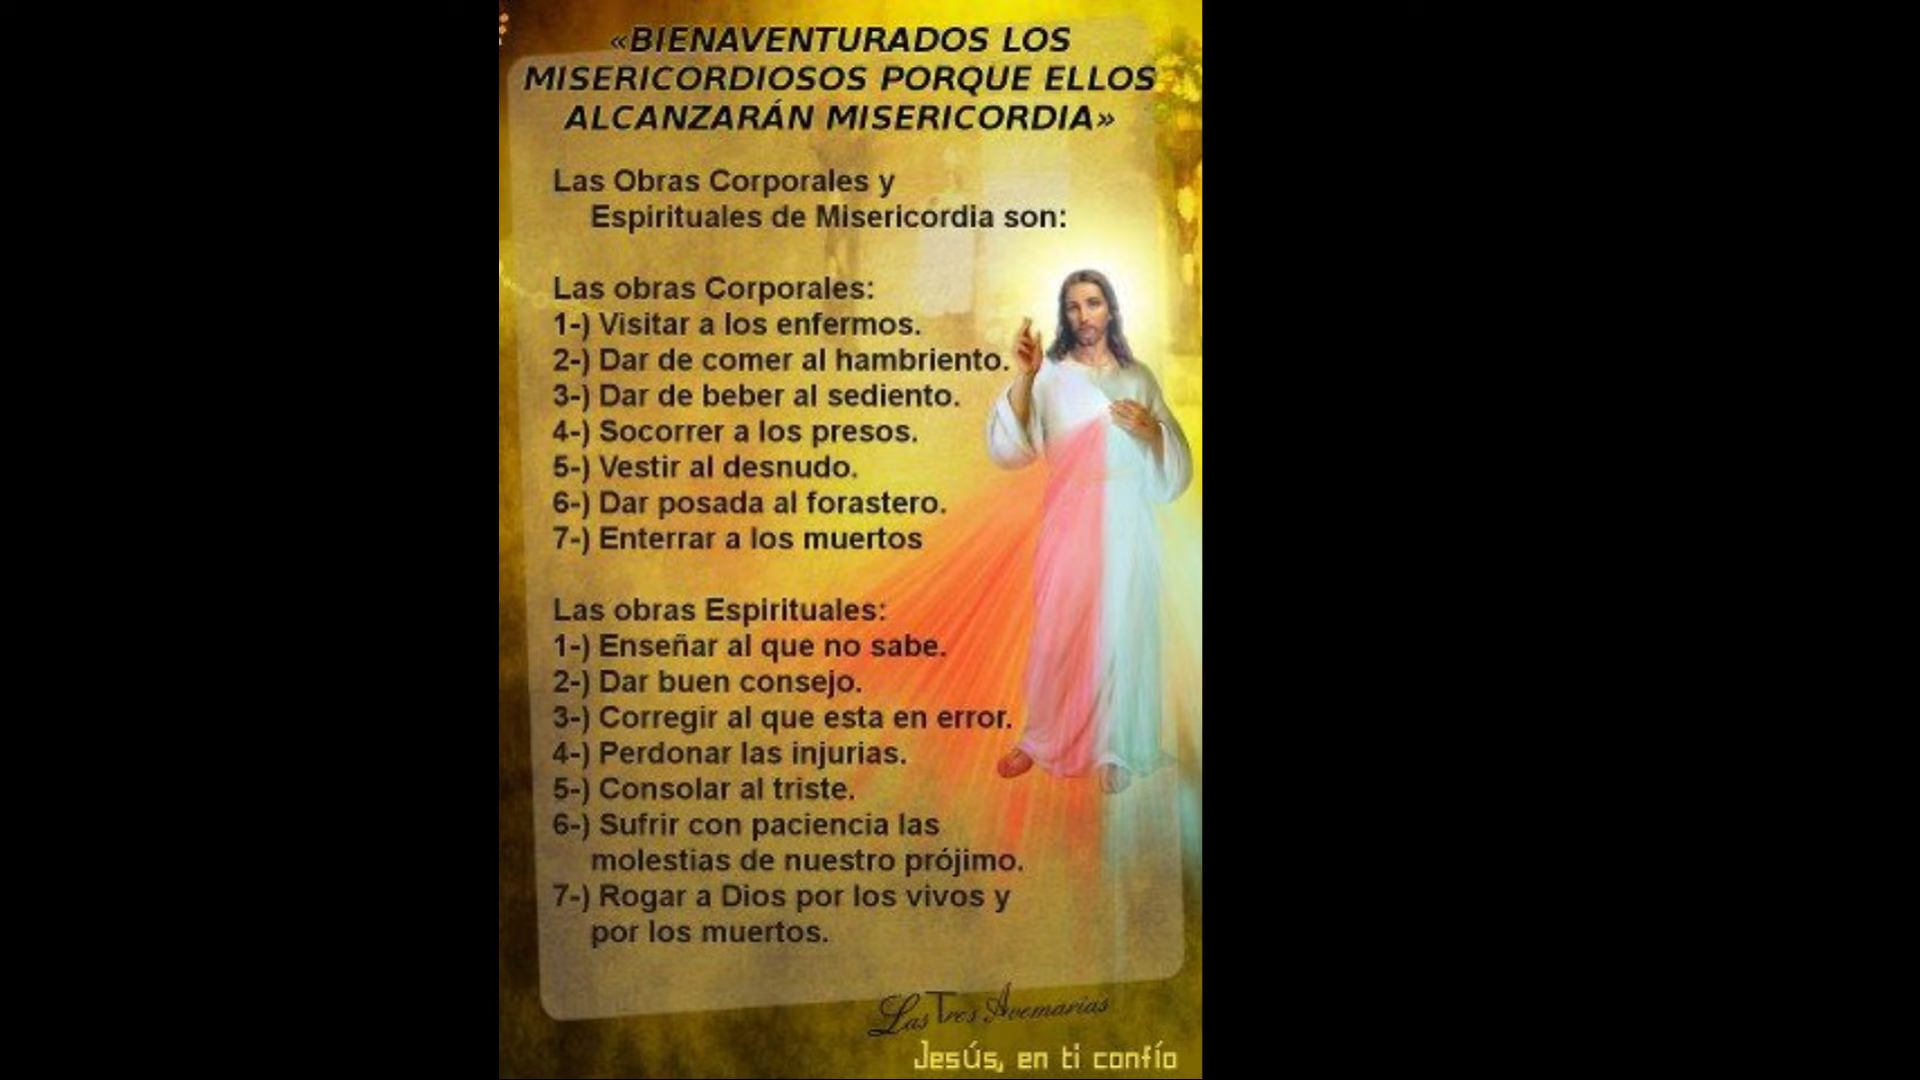 «BIENAVENTURADOS LOS
MISERICORDIOSOS PORQUE ELLOS
ALCANZARÁN MISERICORDIA»
Las Obras Corporales y
Espirituales de Misericordia son:
Las obras Corporales:
1-) Visitar a los enfermos.
2-) Dar de comer al hambriento.
3-) Dar de beber al sediento.
4-) Socorrer a los presos.
5-) Vestir al desnudo.
6-) Dar posada al forastero.
7-) Enterrar a los muertos
Las obras Espirituales:
1-) Enseñar al que no sabe.
2-) Dar buen consejo.
3-) Corregir al que esta en error.
4-) Perdonar las injurias.
5-) Consolar al triste.
6-) Sufrir con paciencia las
molestias de nuestro prójimo.
7-) Rogar a Dios por los vivos y
por los muertos.
Las Tres Avemarías
Jesús, en ti confío